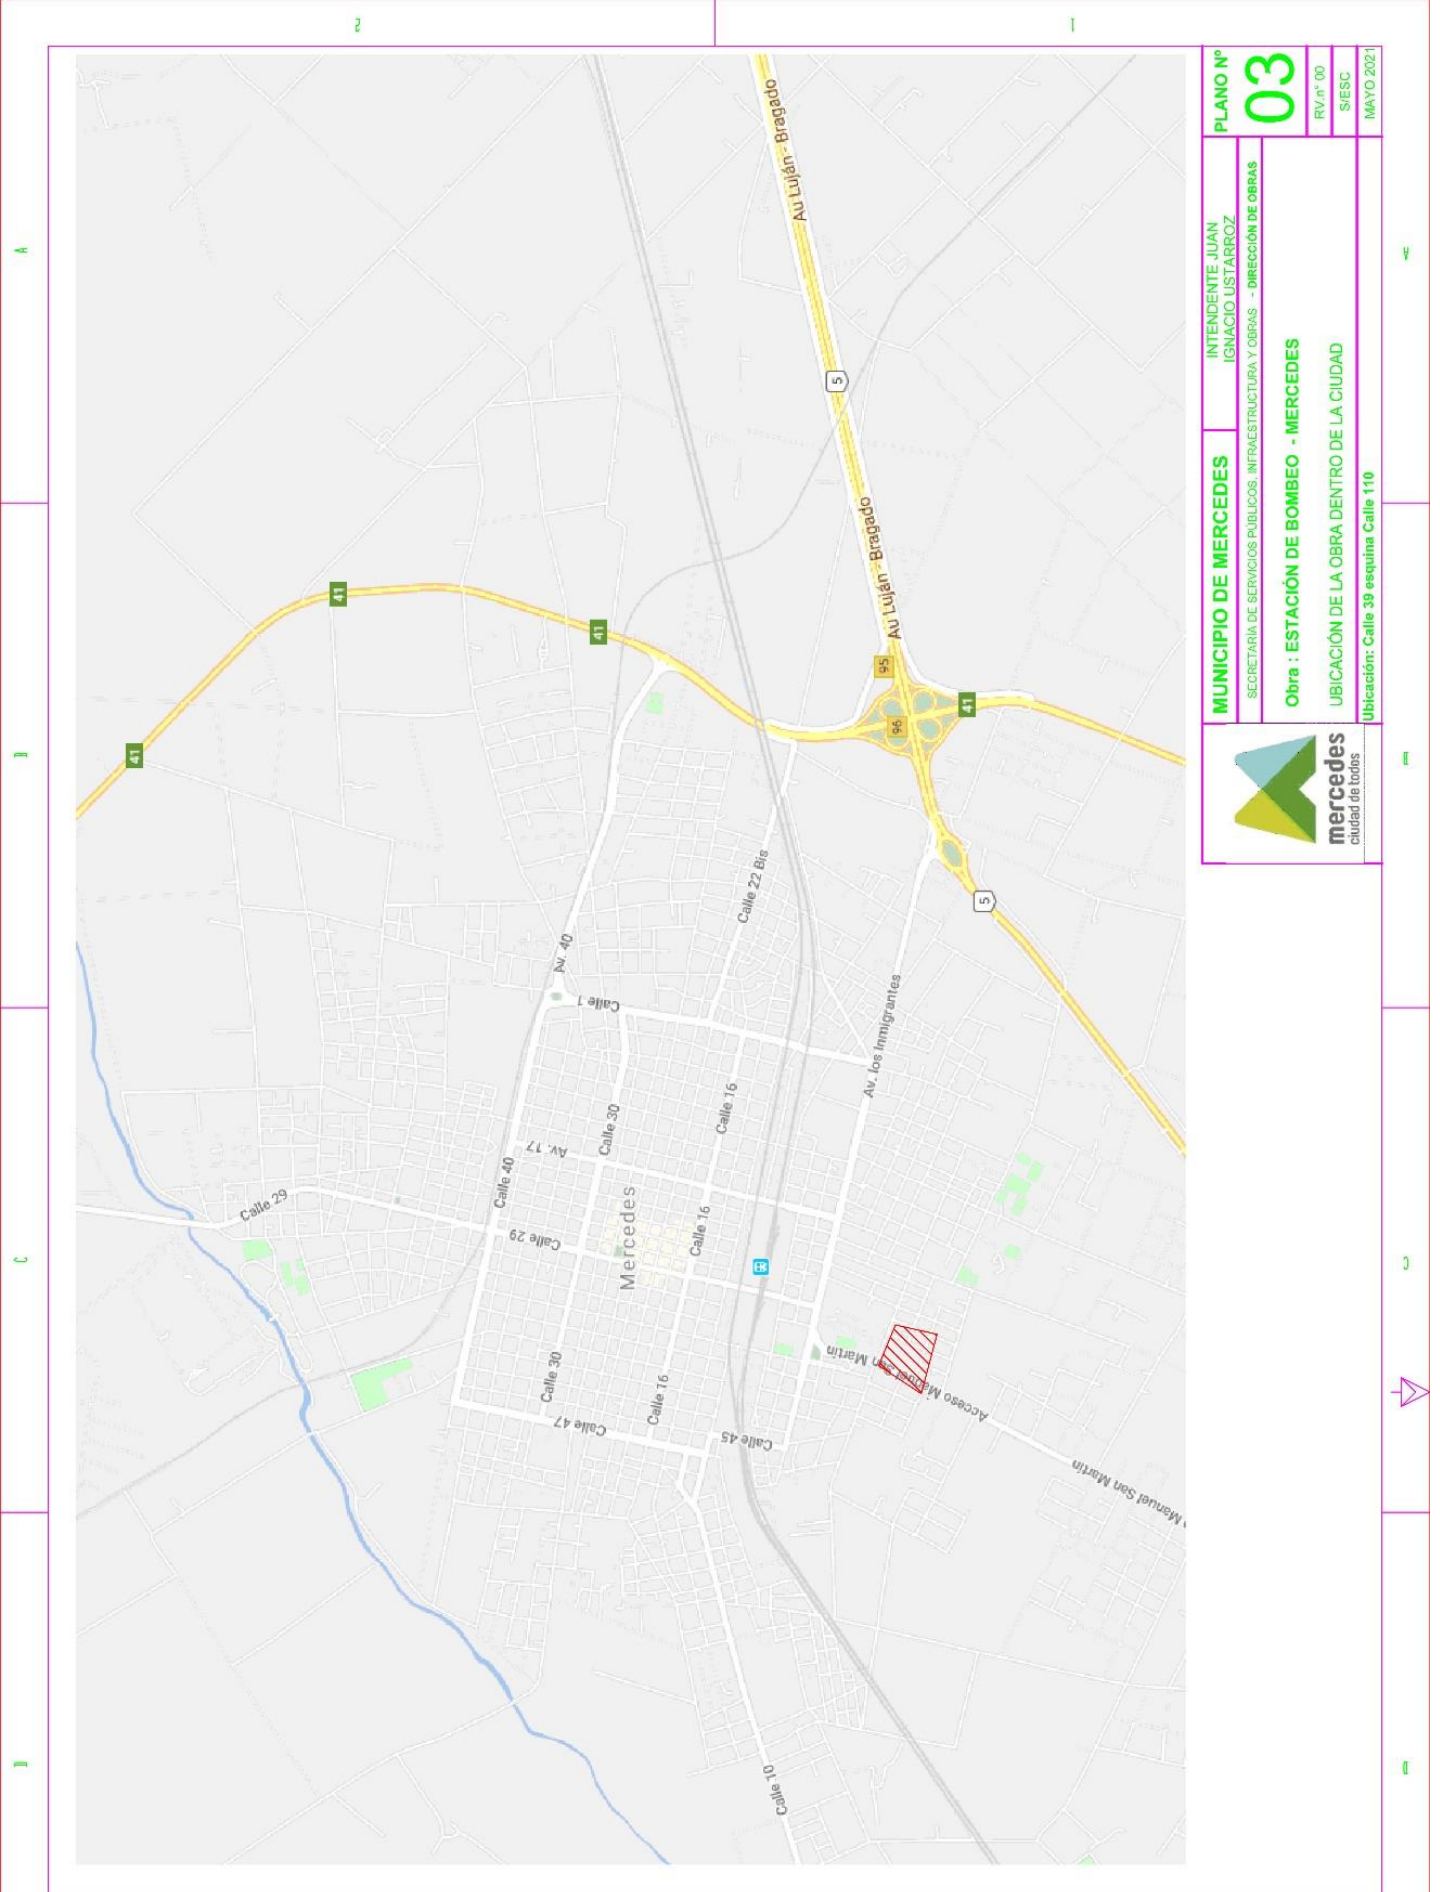 2
1
A
A
B
B
C
C
D
D
Au Luján - Bragado
5
Au Luján - Bragado
41
41
41
41
95
96
5
Av. 40
Calle 1
Calle 22 Bis
Av. los Inmigrantes
Calle 16
Calle 30
Av. 17
Calle 40
Calle 29
Calle 29
Mercedes
Calle 16
Calle 30
Calle 16
Calle 47
Calle 45
Calle 10
Acceso Manuel San Martín
Manuel San Martín
MUNICIPIO DE MERCEDES
INTENDENTE JUAN
IGNACIO USTARROZ
PLANO Nº
03
RV.nº 00
S/ESC
MAYO 2021
SECRETARÍA DE SERVICIOS PÚBLICOS, INFRAESTRUCTURA Y OBRAS - DIRECCIÓN DE OBRAS
Obra : ESTACIÓN DE BOMBEO - MERCEDES
UBICACIÓN DE LA OBRA DENTRO DE LA CIUDAD
Ubicación: Calle 39 esquina Calle 110
mercedes
ciudad de todos